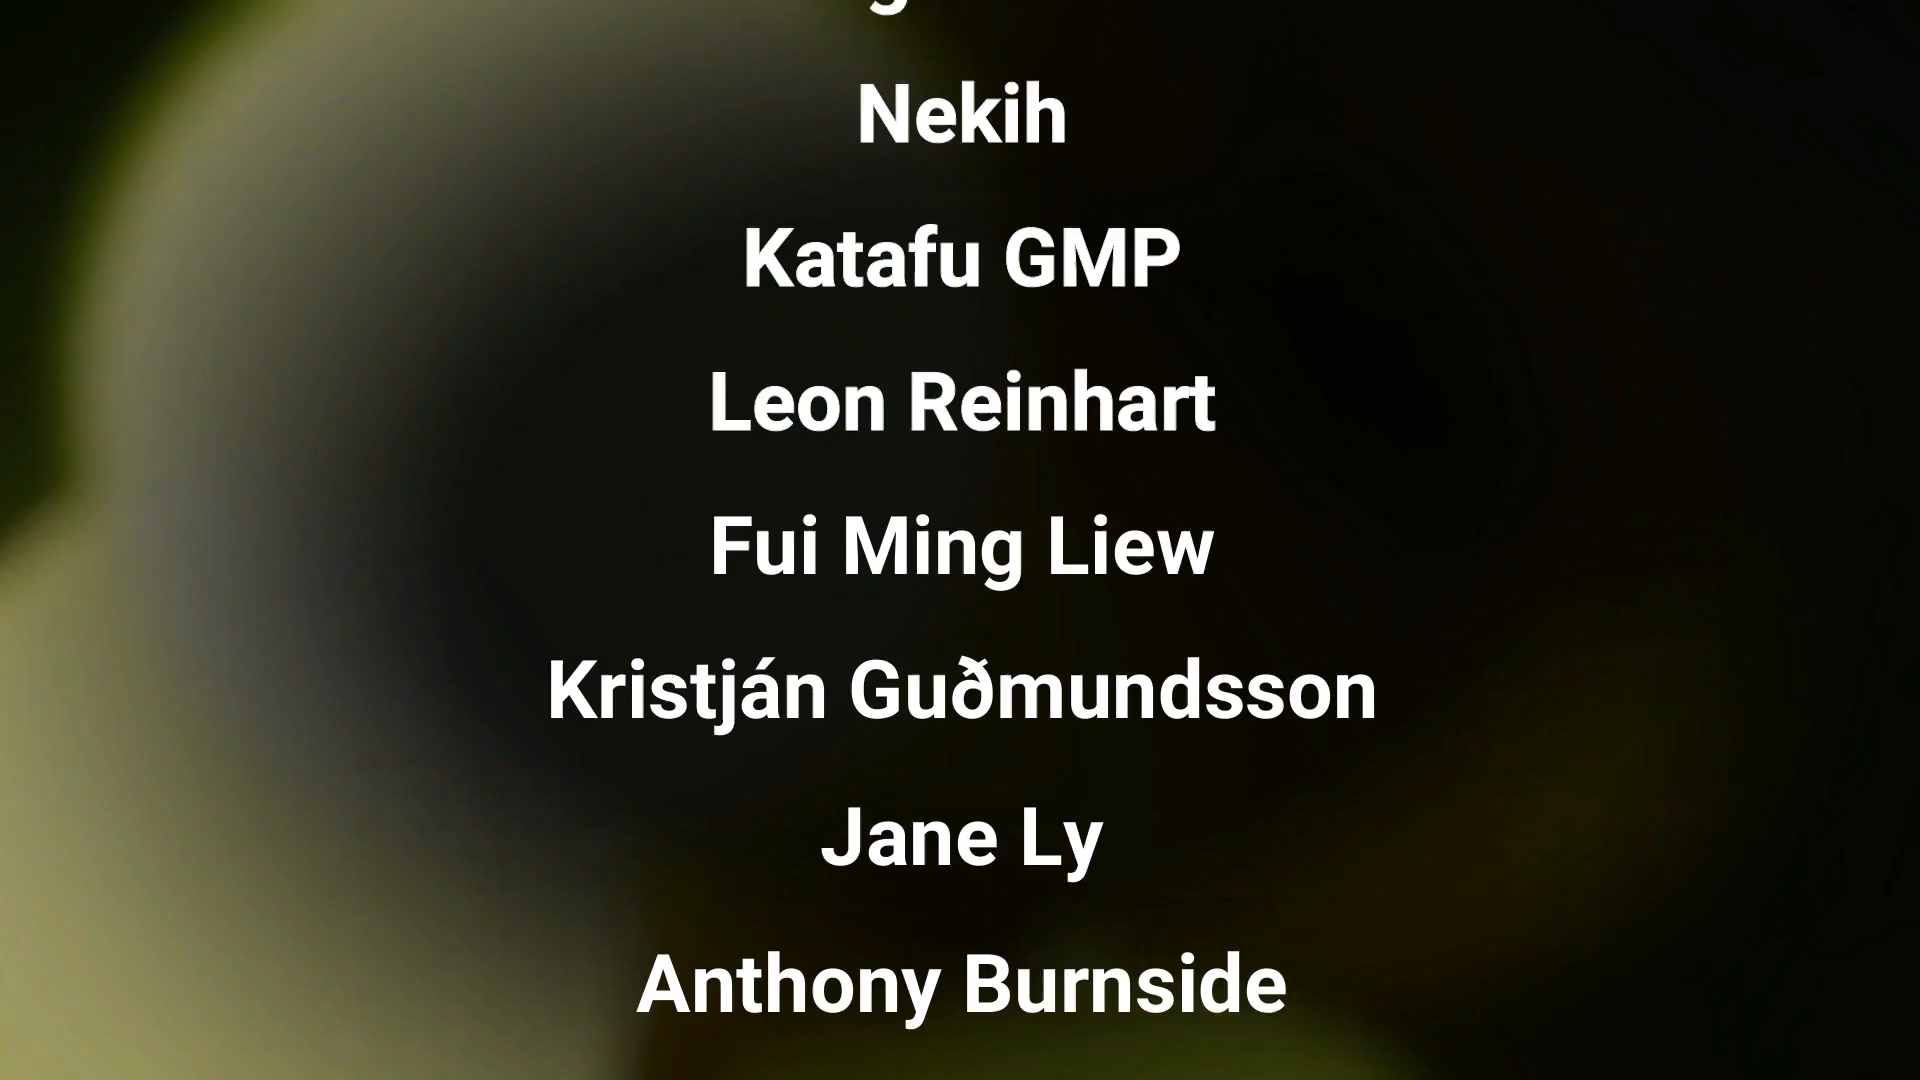 Nekih
Katafu GMP
Leon Reinhart
Fui Ming Liew
Kristján Guðmundsson
Jane Ly
Anthony Burnside